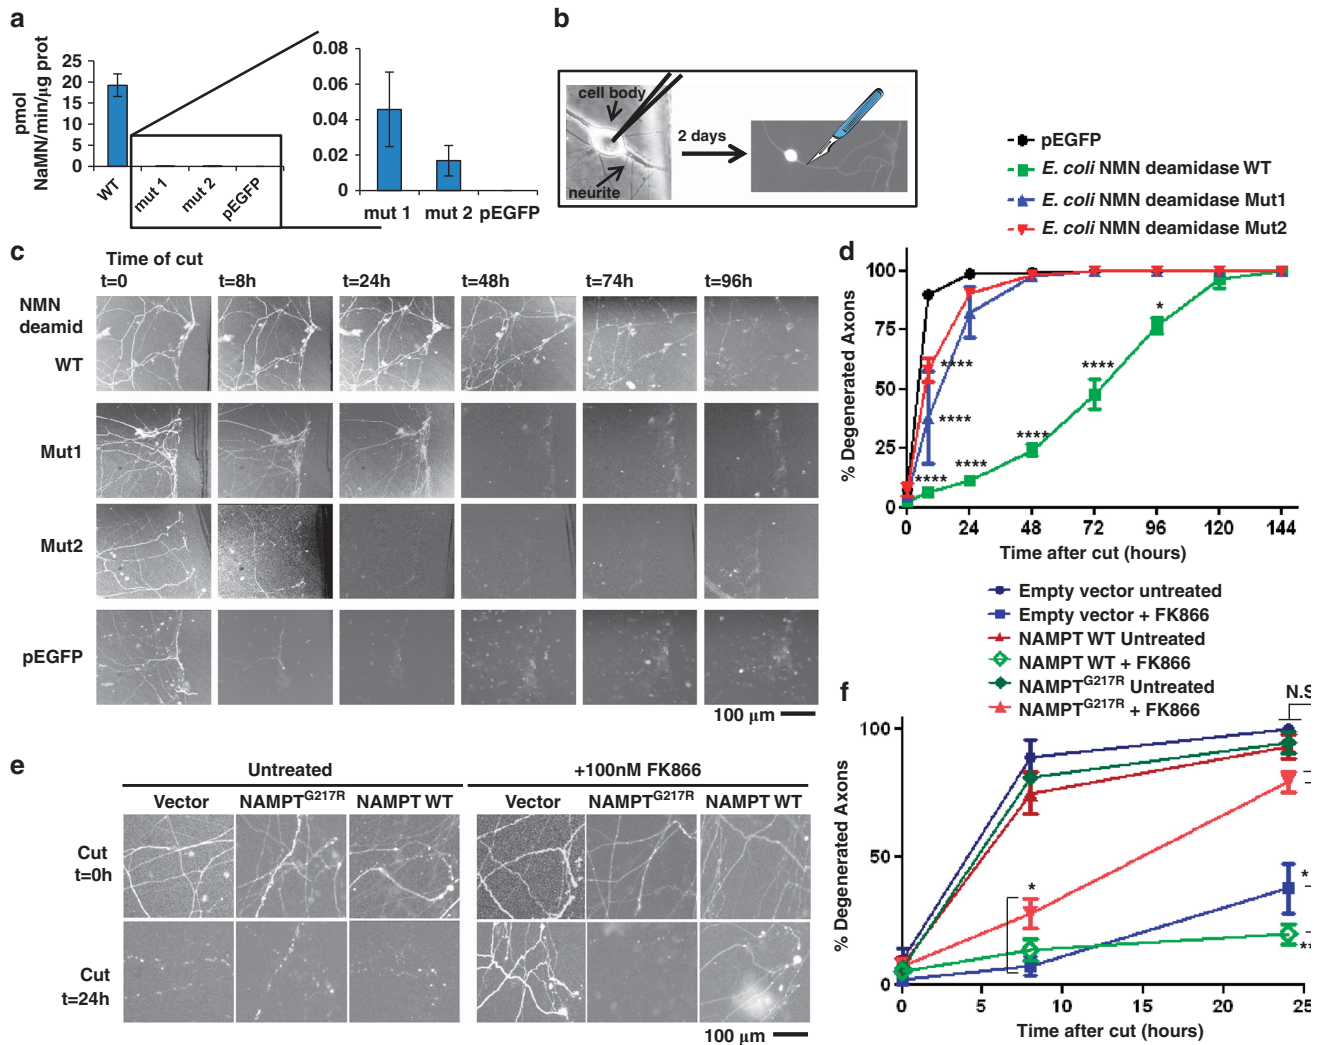 a
pmol
NaMN/min/µg prot
25
20
15
10
5
0
WT
mut 1
mut 2
pEGFP
0.08
0.06
0.04
0.02
0
mut 1
mut 2
pEGFP
b
cell body
neurite
2 days
pEGFP
E. coli NMN deamidase WT
E. coli NMN deamidase Mut1
E. coli NMN deamidase Mut2
c
Time of cut
t=0
t=8h
t=24h
t=48h
t=74h
t=96h
NMN
deamid
WT
Mut1
Mut2
pEGFP
100 µm
d
% Degenerated Axons
100
75
50
25
0
****
****
****
****
****
****
*
0
24
48
72
96
120
144
Time after cut (hours)
e
Untreated
+100nM FK866
Vector
NAMPTG217R
NAMPT WT
Vector
NAMPTG217R
NAMPT WT
Cut
t=0h
Cut
t=24h
100 µm
Empty vector untreated
Empty vector + FK866
NAMPT WT Untreated
NAMPT WT + FK866
NAMPTG217R Untreated
NAMPTG217R + FK866
f
% Degenerated Axons
100
50
0
*
N.S
*
**
0
5
10
15
20
25
Time after cut (hours)